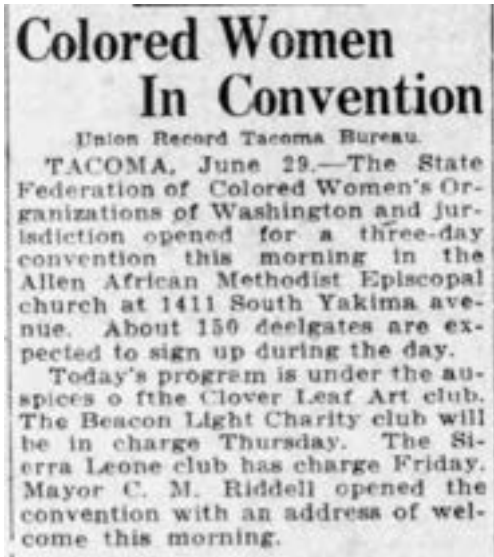 Colored Women
In Convention
Union Record Tacoma Bureau.
TACOMA, June 29.—The State
Federation of Colored Women's Or-
ganizations of Washington and jur-
isdiction opened for a three-day
convention this morning in the
Allen African Methodist Episcopal
church at 1411 South Yakima ave-
nue. About 150 deelgates are ex-
pected to sign up during the day.
Today's program is under the au-
spices o fthe Clover Leaf Art club.
The Beacon Light Charity club will
be in charge Thursday. The Si-
erra Leone club has charge Friday.
Mayor C. M. Riddell opened the
convention with an address of wel-
come this morning.